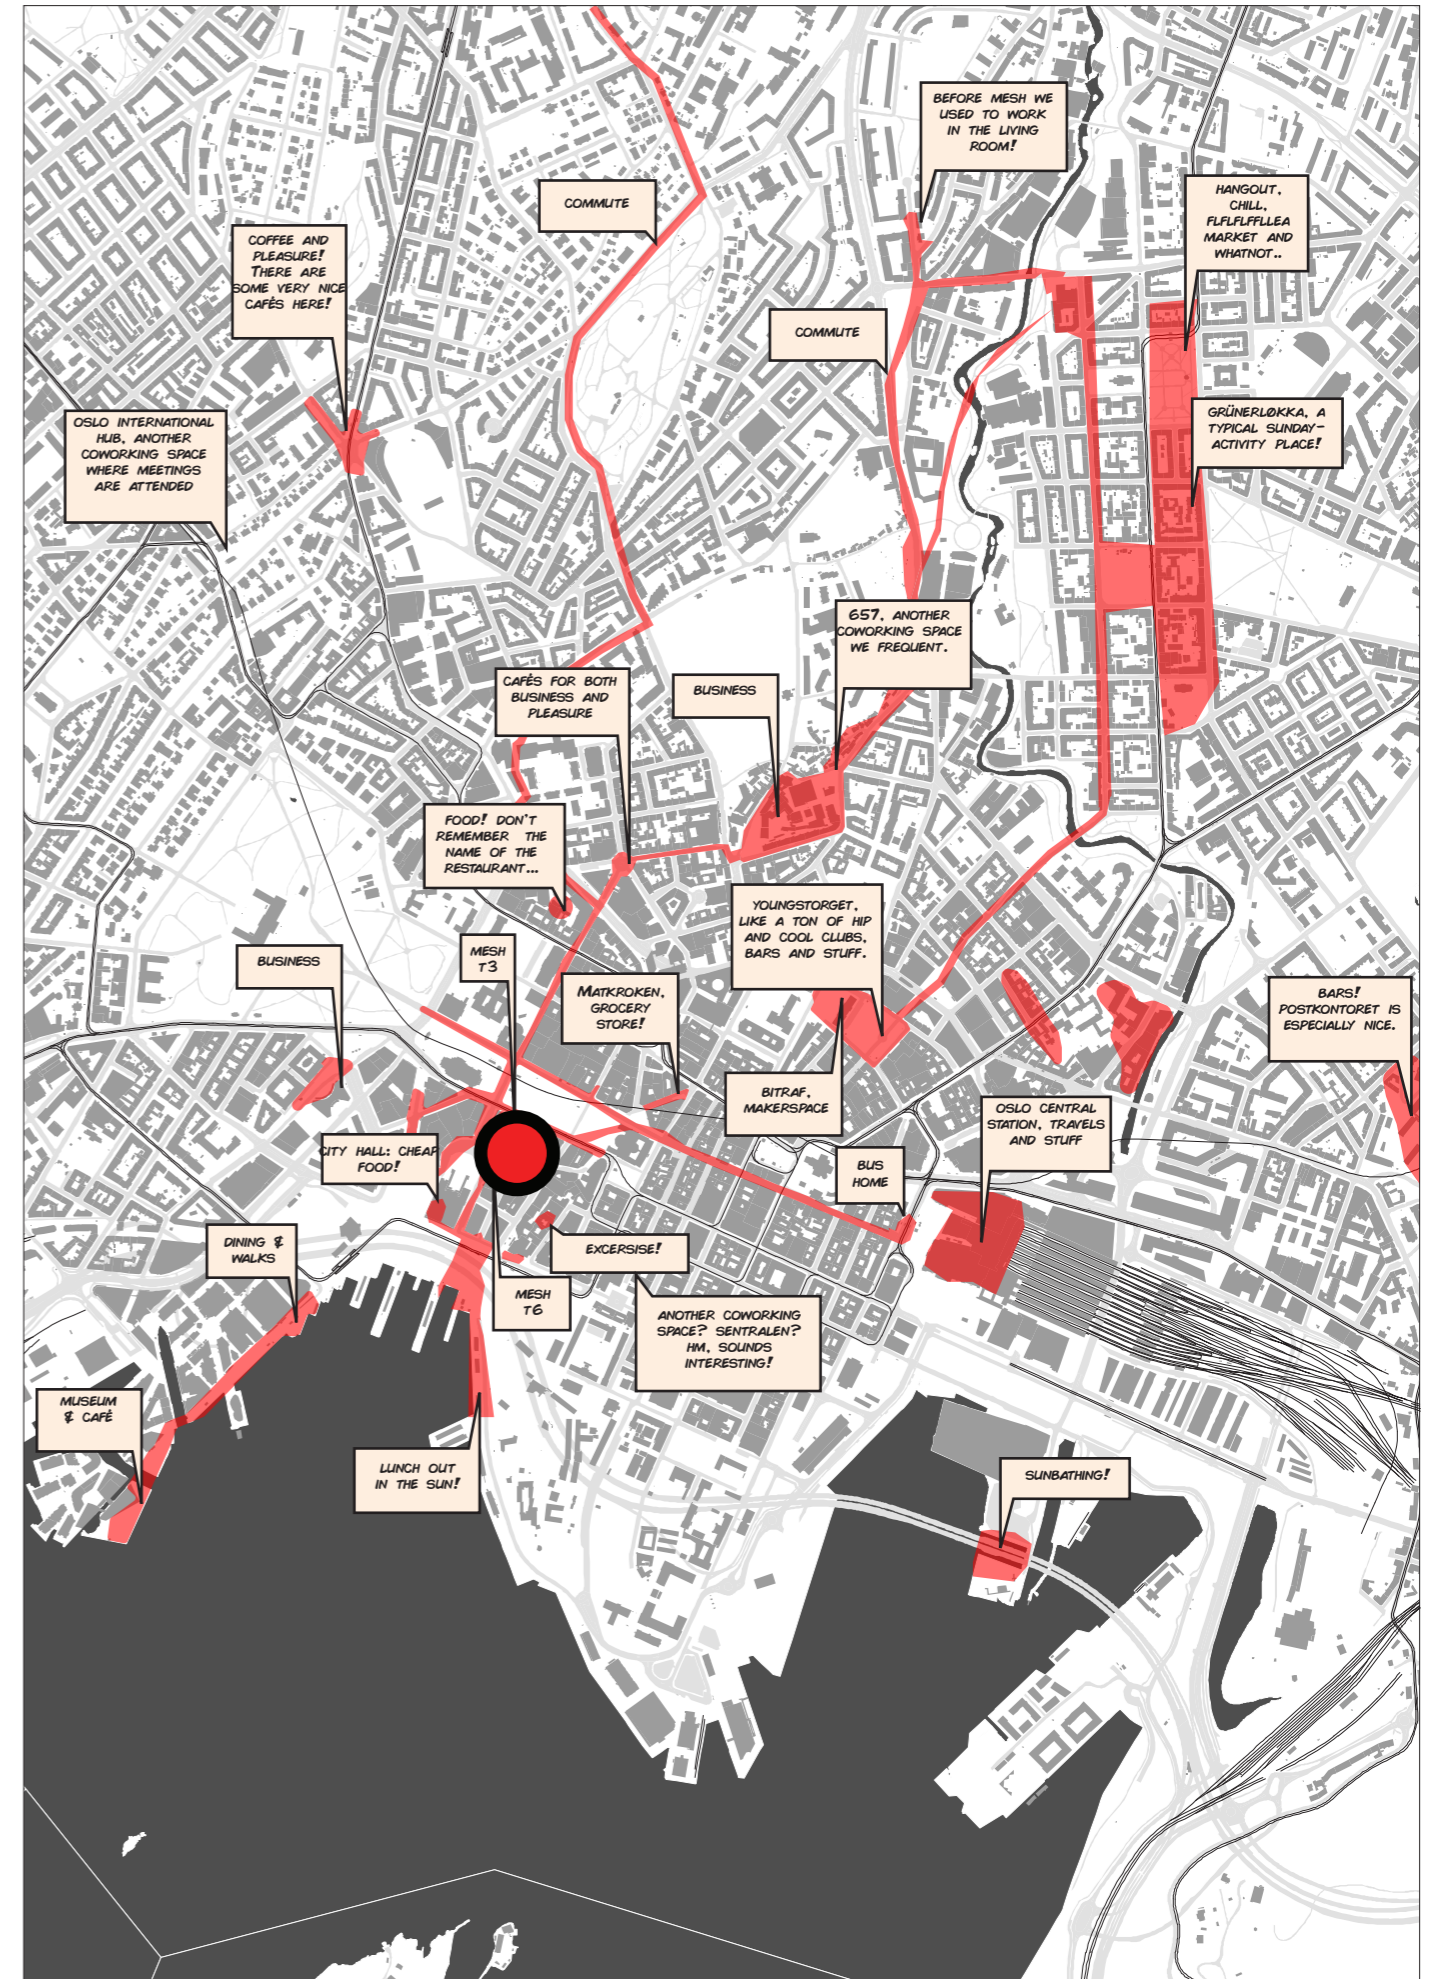 BEFORE MESH WE
USED TO WORK
IN THE LIVING
ROOM!
HANGOUT,
CHILL,
FLFLFLFFLLEA
MARKET AND
WHATNOT..
COMMUTE
COFFEE AND
PLEASURE!
THERE ARE
SOME VERY NICE
CAFÉS HERE!
COMMUTE
GRÜNERLØKKA, A
TYPICAL SUNDAY-
ACTIVITY PLACE!
OSLO INTERNATIONAL
HUB, ANOTHER
COWORKING SPACE
WHERE MEETINGS
ARE ATTENDED
657, ANOTHER
COWORKING SPACE
WE FREQUENT.
CAFÉS FOR BOTH
BUSINESS AND
PLEASURE
BUSINESS
FOOD! DON'T
REMEMBER THE
NAME OF THE
RESTAURANT...
YOUNGSTORGET,
LIKE A TON OF HIP
AND COOL CLUBS,
BARS AND STUFF.
BUSINESS
MESH
T3
MATKROKEN,
GROCERY
STORE!
BARS!
POSTKONTORET IS
ESPECIALLY NICE.
BITRAF,
MAKERSPACE
OSLO CENTRAL
STATION, TRAVELS
AND STUFF
CITY HALL: CHEAP
FOOD!
BUS
HOME
DINING &
WALKS
EXCERSISE!
MESH
T6
ANOTHER COWORKING
SPACE? SENTRALEN?
HM, SOUNDS
INTERESTING!
MUSEUM
& CAFÉ
LUNCH OUT
IN THE SUN!
SUNBATHING!